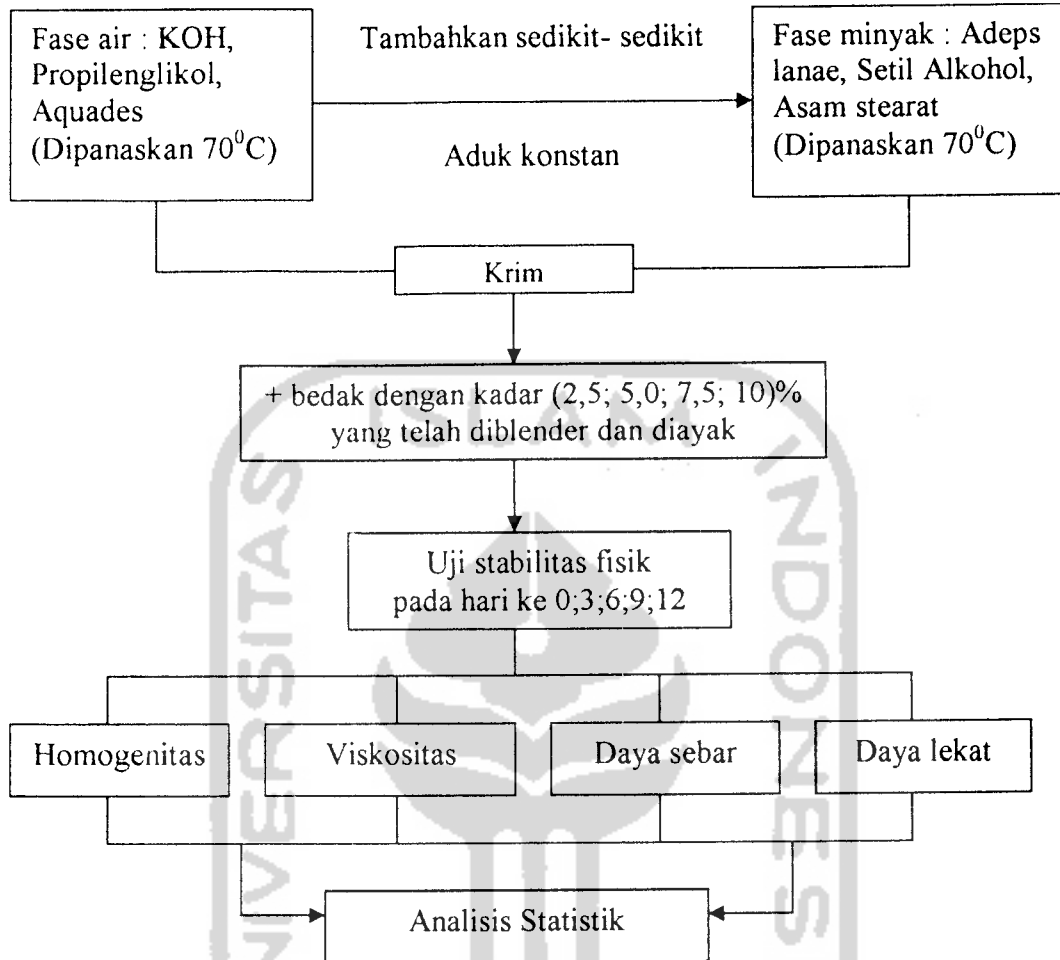 Fase air : KOH,
Propilenglikol,
Aquades
(Dipanaskan 70⁰C)
Tambahkan sedikit- sedikit
Aduk konstan
Fase minyak : Adeps
lanae, Setil Alkohol,
Asam stearat
(Dipanaskan 70⁰C)
Krim
+ bedak dengan kadar (2,5; 5,0; 7,5; 10)%
yang telah diblender dan diayak
Uji stabilitas fisik
pada hari ke 0;3;6;9;12
Homogenitas
Viskositas
Daya sebar
Daya lekat
Analisis Statistik
ISLAM
UNIVERSITAS
INDONES